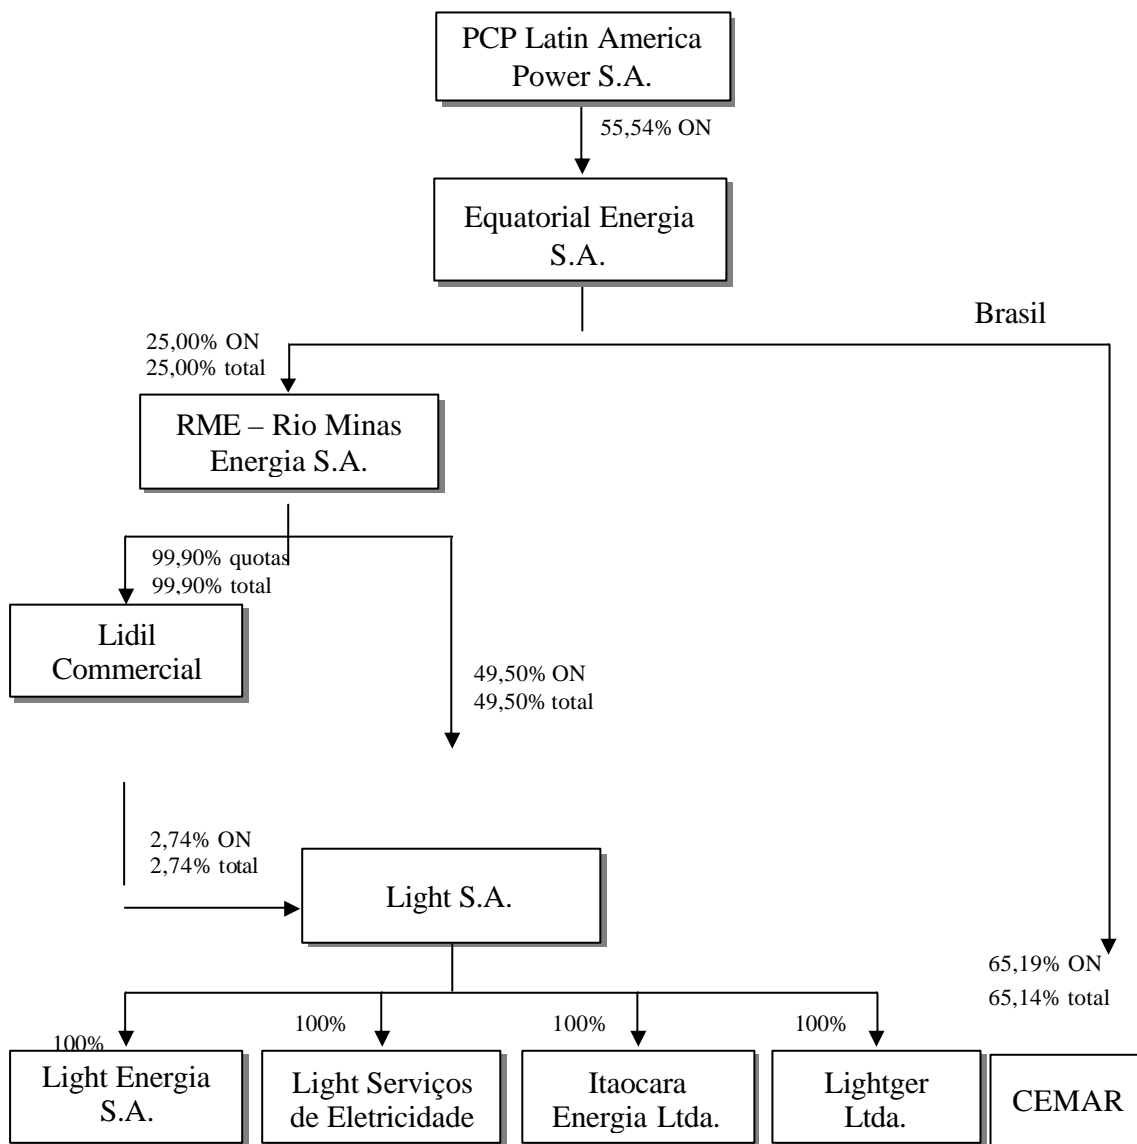 PCP Latin America
Power S.A.
55,54% ON
Equatorial Energia
S.A.
Brasil
25,00% ON
25,00% total
RME – Rio Minas
Energia S.A.
99,90% quotas
99,90% total
Lidil
Commercial
49,50% ON
49,50% total
2,74% ON
2,74% total
Light S.A.
65,19% ON
65,14% total
100%
100%
100%
100%
Light Energia
S.A.
Light Serviços
de Eletricidade
Itaocara
Energia Ltda.
Lightger
Ltda.
CEMAR